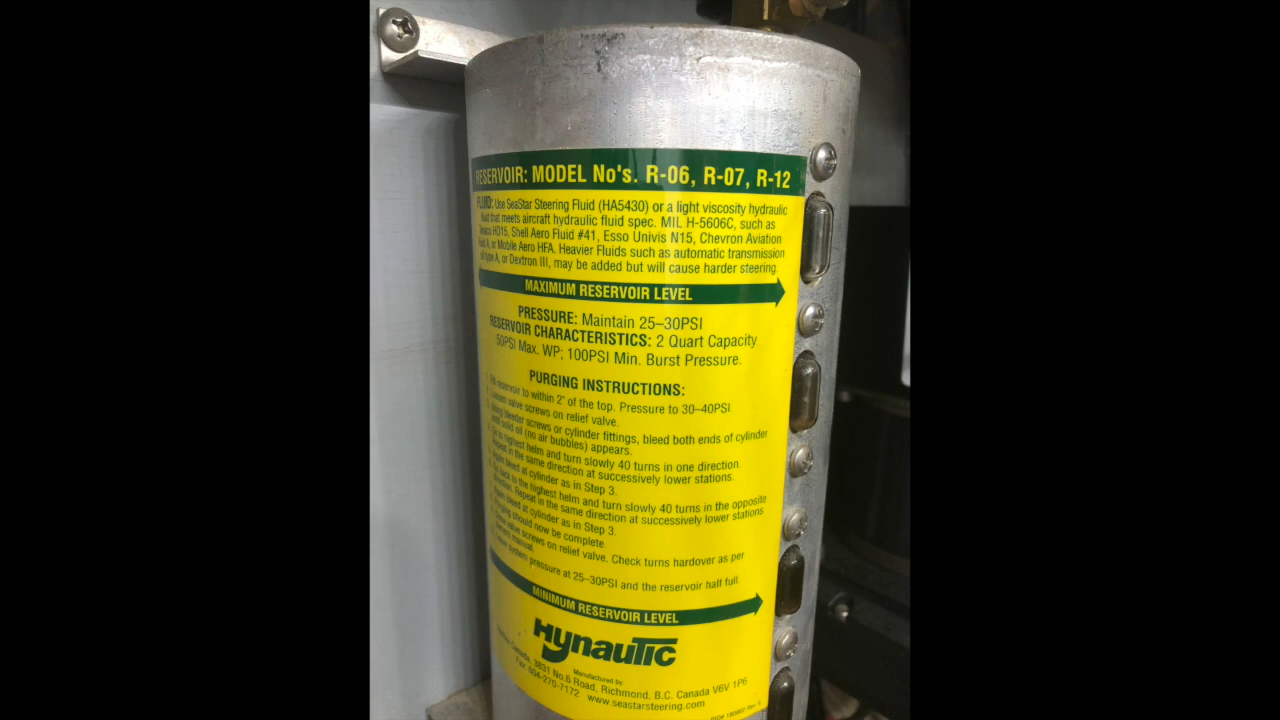 RESERVOIR: MODEL No's. R-06, R-07, R-12
FLUID: Use SeaStar Steering Fluid (HA5430) or a light viscosity hydraulic
fluid that meets aircraft hydraulic fluid spec. MIL H-5606C, such as
HO15, Shell Aero Fluid #41, Esso Univis N15, Chevron Aviation
A, or Mobile Aero HFA. Heavier Fluids such as automatic transmission
type A, or Dextron III, may be added but will cause harder steering.
MAXIMUM RESERVOIR LEVEL
PRESSURE: Maintain 25–30PSI
RESERVOIR CHARACTERISTICS: 2 Quart Capacity
50PSI Max. WP; 100PSI Min. Burst Pressure.
PURGING INSTRUCTIONS:
reservoir to within 2" of the top. Pressure to 30–40PSI
valve screws on relief valve.
bleeder screws or cylinder fittings, bleed both ends of cylinder
until solid oil (no air bubbles) appears.
highest helm and turn slowly 40 turns in one direction.
in the same direction at successively lower stations.
bleed at cylinder as in Step 3.
back to the highest helm and turn slowly 40 turns in the opposite
direction. Repeat in the same direction at successively lower stations
bleed at cylinder as in Step 3.
should now be complete.
valve screws on relief valve. Check turns hardover as per
manual.
system pressure at 25–30PSI and the reservoir half full.
MINIMUM RESERVOIR LEVEL
Hynautic
Manufactured by:
Canada, 3831 No.6 Road, Richmond, B.C. Canada V6V 1P6
Fax 604-270-7172 www.seastarsteering.com